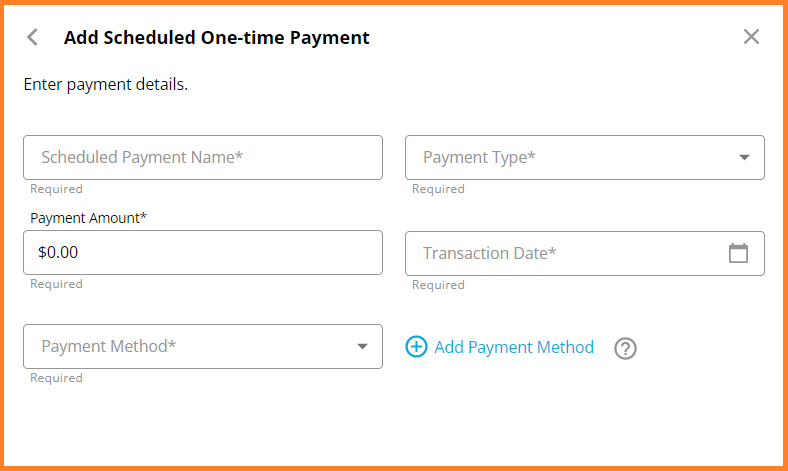 Add Scheduled One-time Payment
Enter payment details.
Scheduled Payment Name*
Required
Payment Type*
Required
Payment Amount*
$0.00
Required
Transaction Date*
Required
Payment Method*
Required
Add Payment Method
?